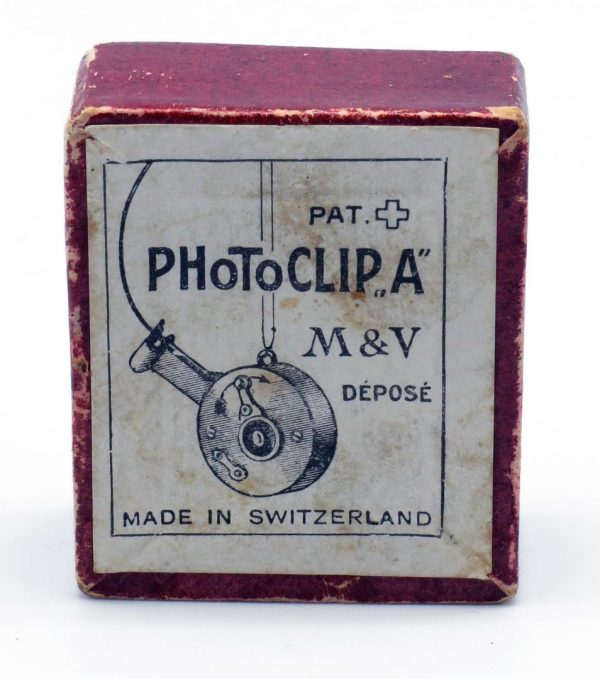 PAT.
PHoToCLIP „A”
M & V
DÉPOSÉ
MADE IN SWITZERLAND